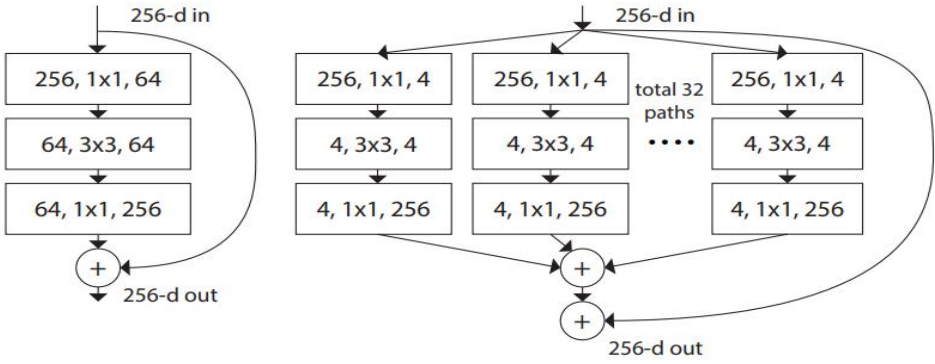 256-d in
256, 1x1, 64
64, 3x3, 64
64, 1x1, 256
+
256-d out
256-d in
256, 1x1, 4
256, 1x1, 4
total 32
paths
....
256, 1x1, 4
4, 3x3, 4
4, 3x3, 4
4, 3x3, 4
4, 1x1, 256
4, 1x1, 256
4, 1x1, 256
+
+
256-d out